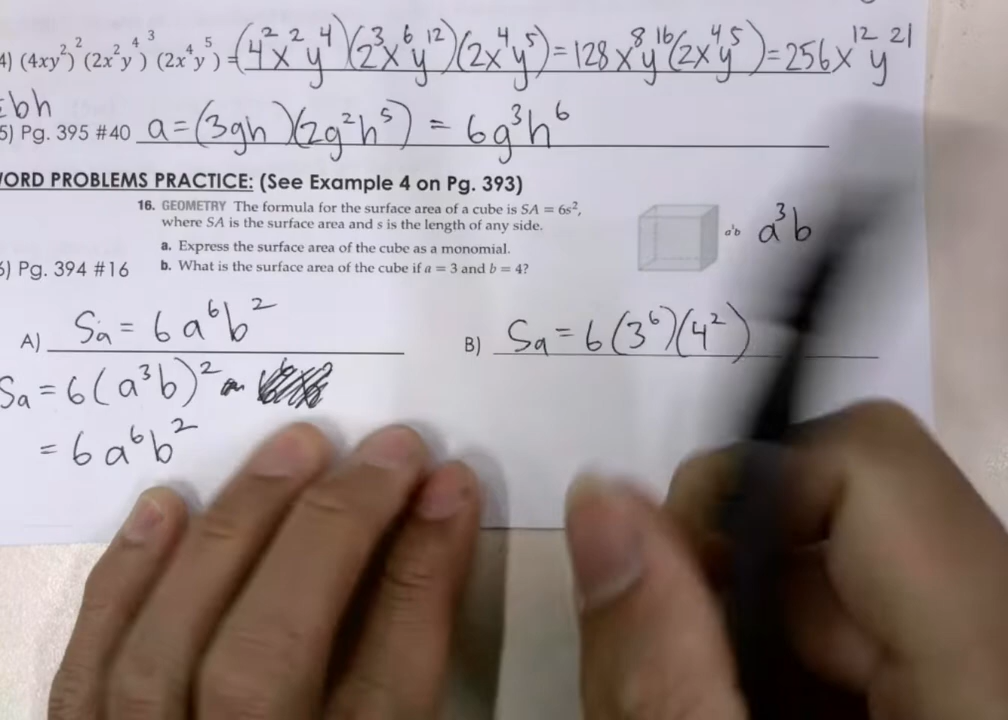 4) (4xy²)² (2x²y⁴)³ (2x⁴y⁵) = (4²x²y⁴)(2³x⁶y¹²)(2x⁴y⁵) = 128x⁸y¹⁶(2x⁴y⁵) = 256x¹²y²¹
bh
5) Pg. 395 #40 a = (3gh)(2g²h⁵) = 6g³h⁶
WORD PROBLEMS PRACTICE: (See Example 4 on Pg. 393)
16. GEOMETRY The formula for the surface area of a cube is SA = 6s²,
where SA is the surface area and s is the length of any side.
a³b a³b
a. Express the surface area of the cube as a monomial.
6) Pg. 394 #16 b. What is the surface area of the cube if a = 3 and b = 4?
A) Sa = 6a⁶b²
B) Sa = 6(3⁶)(4²)
Sa = 6(a³b)²
= 6a⁶b²